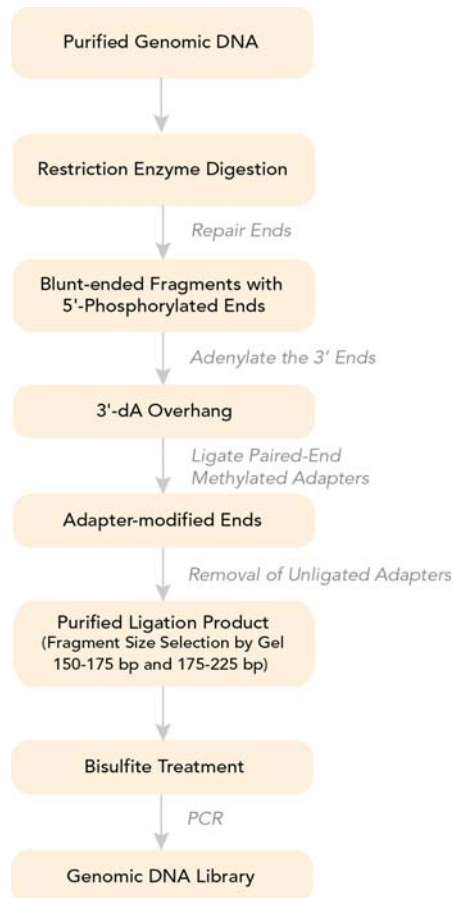 Purified Genomic DNA
Restriction Enzyme Digestion
Repair Ends
Blunt-ended Fragments with
5'-Phosphorylated Ends
Adenylate the 3’ Ends
3'-dA Overhang
Ligate Paired-End
Methylated Adapters
Adapter-modified Ends
Removal of Unligated Adapters
Purified Ligation Product
(Fragment Size Selection by Gel
150-175 bp and 175-225 bp)
Bisulfite Treatment
PCR
Genomic DNA Library